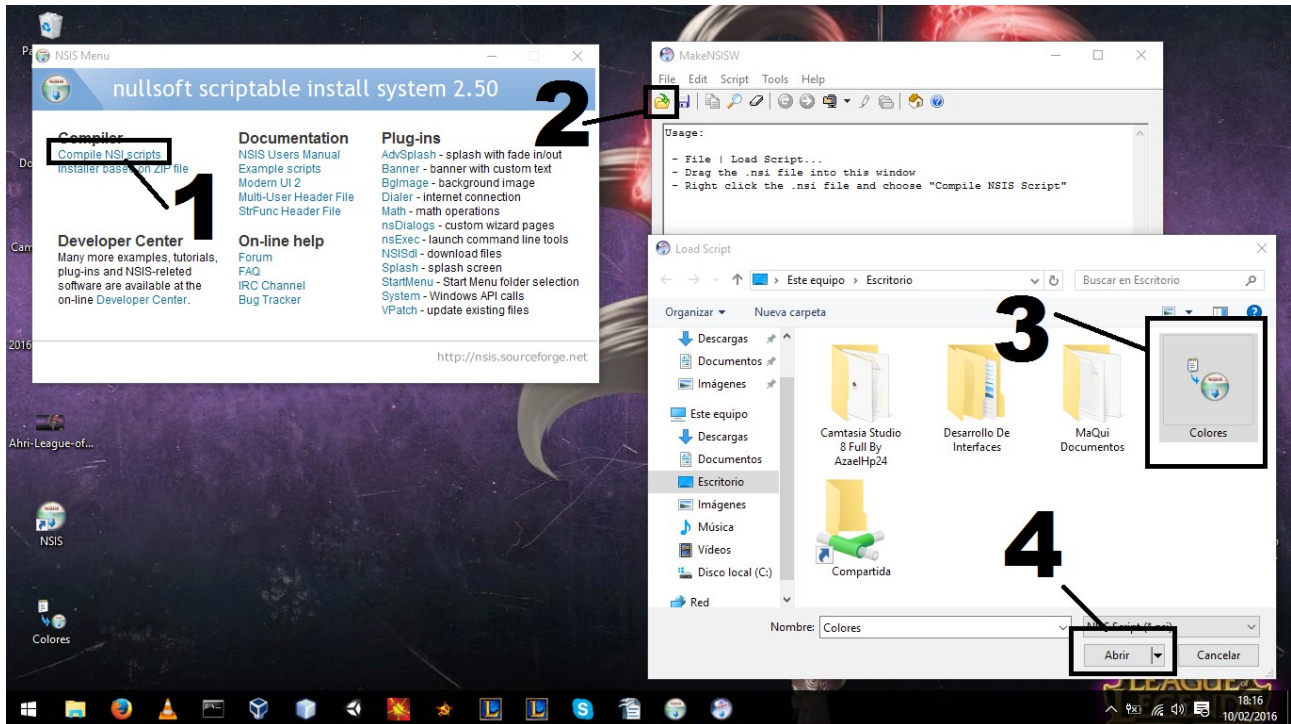 NSIS Menu
nullsoft scriptable install system 2.50
Compiler
Compile NSI scripts
Installer based on ZIP file
Documentation
NSIS Users Manual
Example scripts
Modern UI 2
Multi-User Header File
StrFunc Header File
Plug-ins
AdvSplash - splash with fade in/out
Banner - banner with custom text
BgImage - background image
Dialer - internet connection
Math - math operations
nsDialogs - custom wizard pages
nsExec - launch command line tools
NSISdl - download files
Splash - splash screen
StartMenu - Start Menu folder selection
System - Windows API calls
VPatch - update existing files
Developer Center
Many more examples, tutorials,
plug-ins and NSIS-releted
software are available at the
on-line Developer Center.
On-line help
Forum
FAQ
IRC Channel
Bug Tracker
http://nsis.sourceforge.net
1
2
MakeNSISW
File Edit Script Tools Help
Usage:
- File | Load Script...
- Drag the .nsi file into this window
- Right click the .nsi file and choose "Compile NSIS Script"
Load Script
Este equipo > Escritorio
Buscar en Escritorio
Organizar
Nueva carpeta
3
Descargas
Documentos
Imágenes
Este equipo
Descargas
Documentos
Escritorio
Imágenes
Música
Vídeos
Disco local (C:)
Red
Camtasia Studio
8 Full By
AzaelHp24
Desarrollo De
Interfaces
MaQui
Documentos
Colores
Compartida
4
Nombre: Colores
Abrir
Cancelar
2016
Ahri-League-of...
NSIS
Colores
18:16
10/02/2016